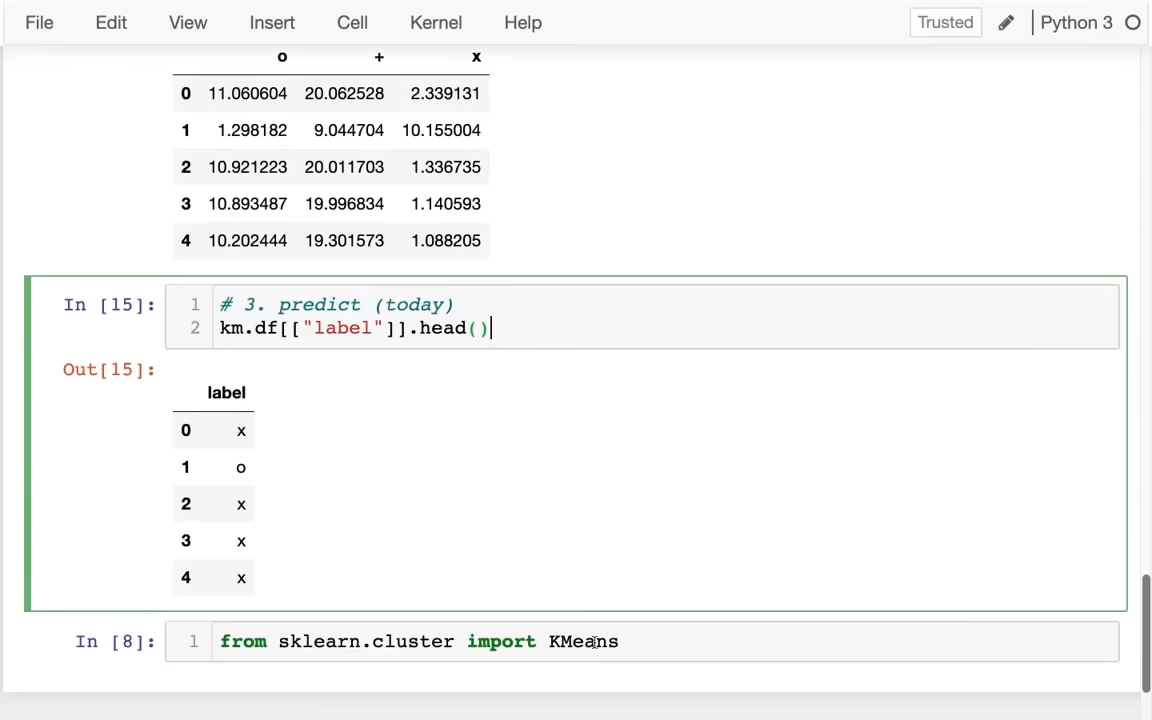 File Edit View Insert Cell Kernel Help Trusted Python 3
o + x
0 11.060604 20.062528 2.339131
1 1.298182 9.044704 10.155004
2 10.921223 20.011703 1.336735
3 10.893487 19.996834 1.140593
4 10.202444 19.301573 1.088205
In [15]: 1 # 3. predict (today)
2 km.df[["label"]].head()
Out[15]:
label
0 x
1 o
2 x
3 x
4 x
In [8]: 1 from sklearn.cluster import KMeans